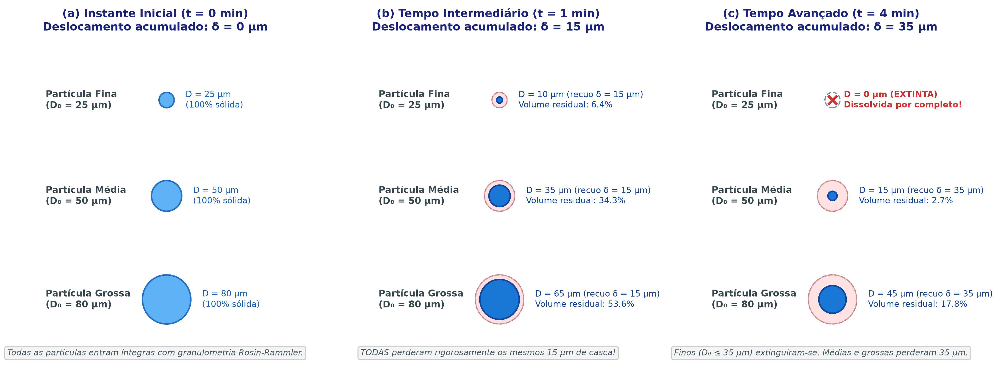 (a) Instante Inicial (t = 0 min)
Deslocamento acumulado: δ = 0 µm
Partícula Fina
(D₀ = 25 µm)
D = 25 µm
(100% sólida)
Partícula Média
(D₀ = 50 µm)
D = 50 µm
(100% sólida)
Partícula Grossa
(D₀ = 80 µm)
D = 80 µm
(100% sólida)
Todas as partículas entram íntegras com granulometria Rosin-Rammler.
(b) Tempo Intermediário (t = 1 min)
Deslocamento acumulado: δ = 15 µm
Partícula Fina
(D₀ = 25 µm)
D = 10 µm (recuo δ = 15 µm)
Volume residual: 6.4%
Partícula Média
(D₀ = 50 µm)
D = 35 µm (recuo δ = 15 µm)
Volume residual: 34.3%
Partícula Grossa
(D₀ = 80 µm)
D = 65 µm (recuo δ = 15 µm)
Volume residual: 53.6%
TODAS perderam rigorosamente os mesmos 15 µm de casca!
(c) Tempo Avançado (t = 4 min)
Deslocamento acumulado: δ = 35 µm
Partícula Fina
(D₀ = 25 µm)
D = 0 µm (EXTINTA)
Dissolvida por completo!
Partícula Média
(D₀ = 50 µm)
D = 15 µm (recuo δ = 35 µm)
Volume residual: 2.7%
Partícula Grossa
(D₀ = 80 µm)
D = 45 µm (recuo δ = 35 µm)
Volume residual: 17.8%
Finos (D₀ ≤ 35 µm) extinguiram-se. Médias e grossas perderam 35 µm.